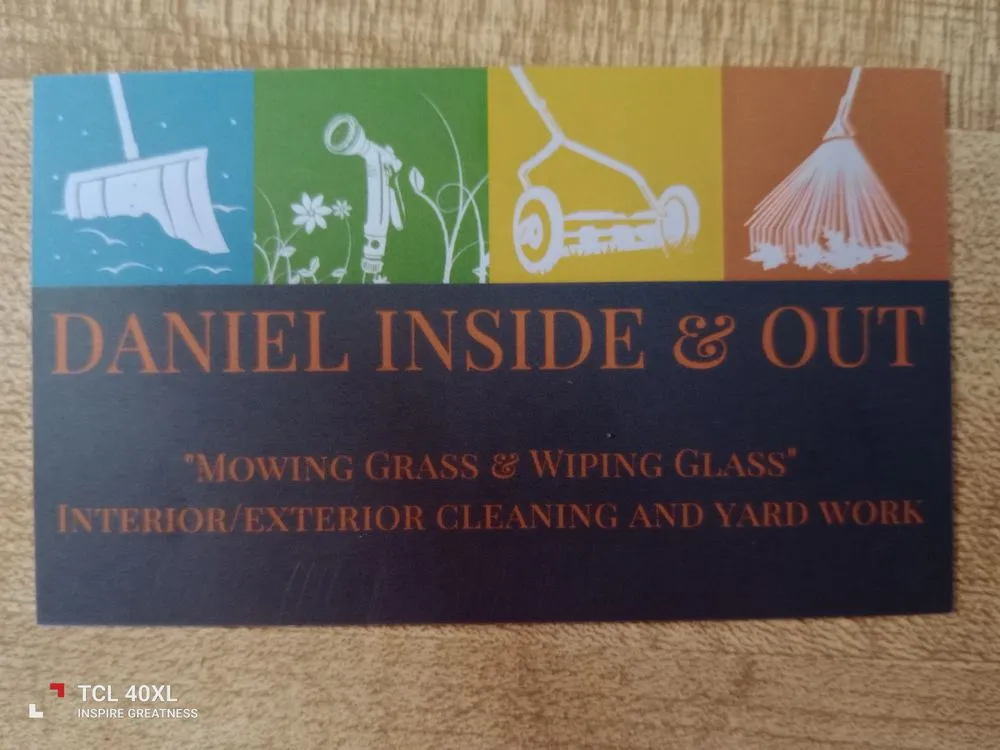 DANIEL INSIDE & OUT
"MOWING GRASS & WIPING GLASS"
INTERIOR/EXTERIOR CLEANING AND YARD WORK
TCL 40XL
INSPIRE GREATNESS